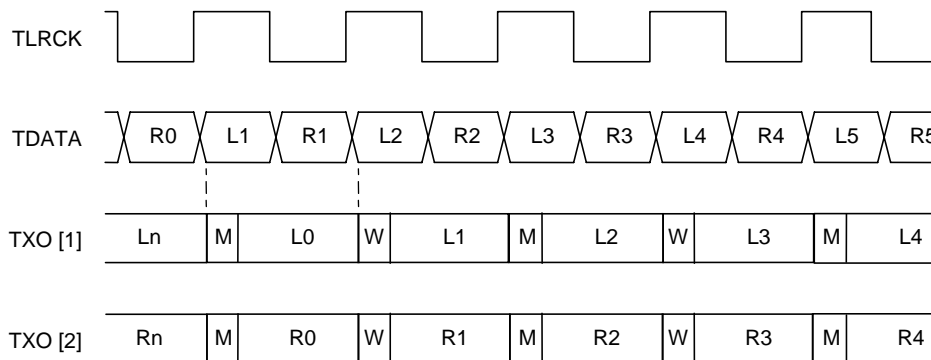 TLRCK
TDATA R0 L1 R1 L2 R2 L3 R3 L4 R4 L5 R5
TXO [1] Ln M L0 W L1 M L2 W L3 M L4
TXO [2] Rn M R0 W R1 M R2 W R3 M R4